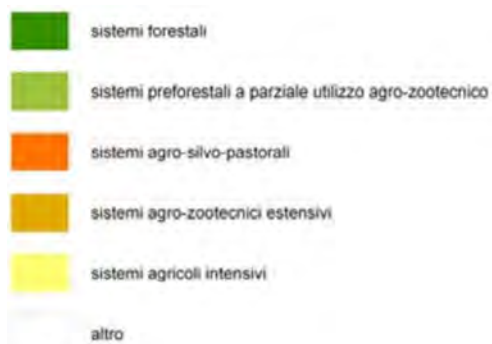 sistemi forestali
sistemi preforestali a parziale utilizzo agro-zootecnico
sistemi agro-silvo-pastorali
sistemi agro-zootecnici estensivi
sistemi agricoli intensivi
altro